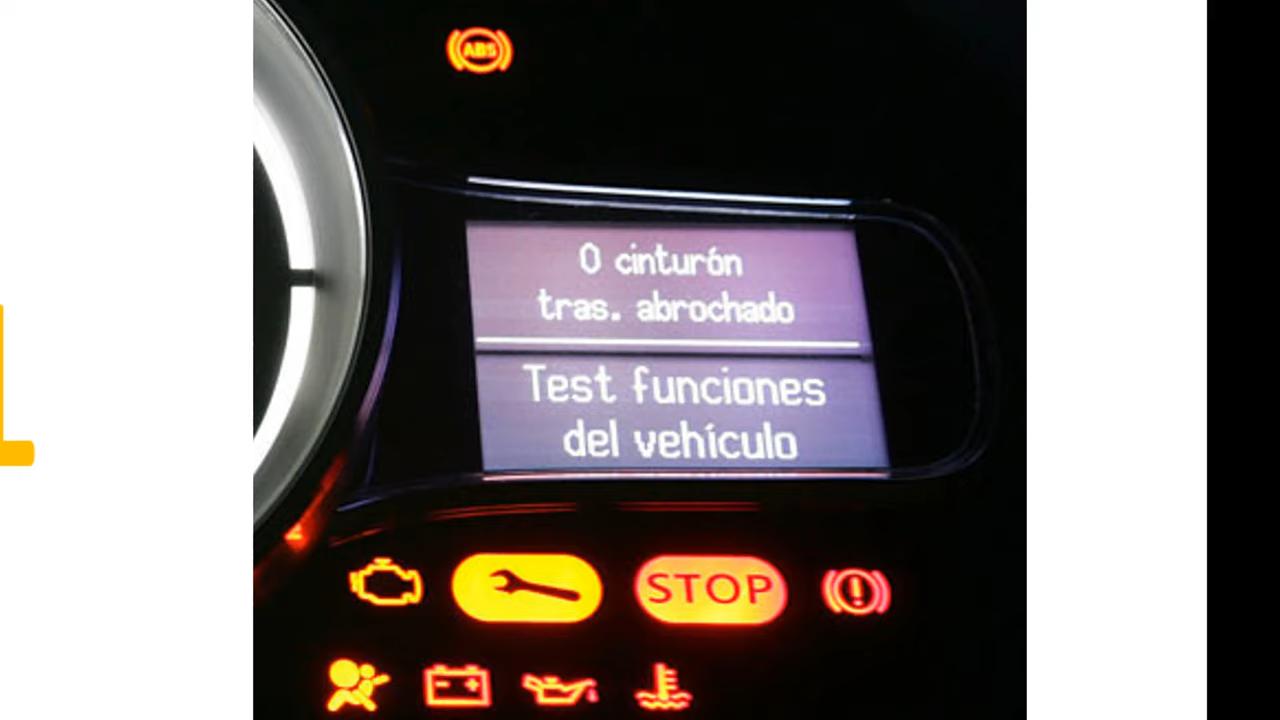 ABS
0 cinturón
tras. abrochado
Test funciones
del vehículo
STOP